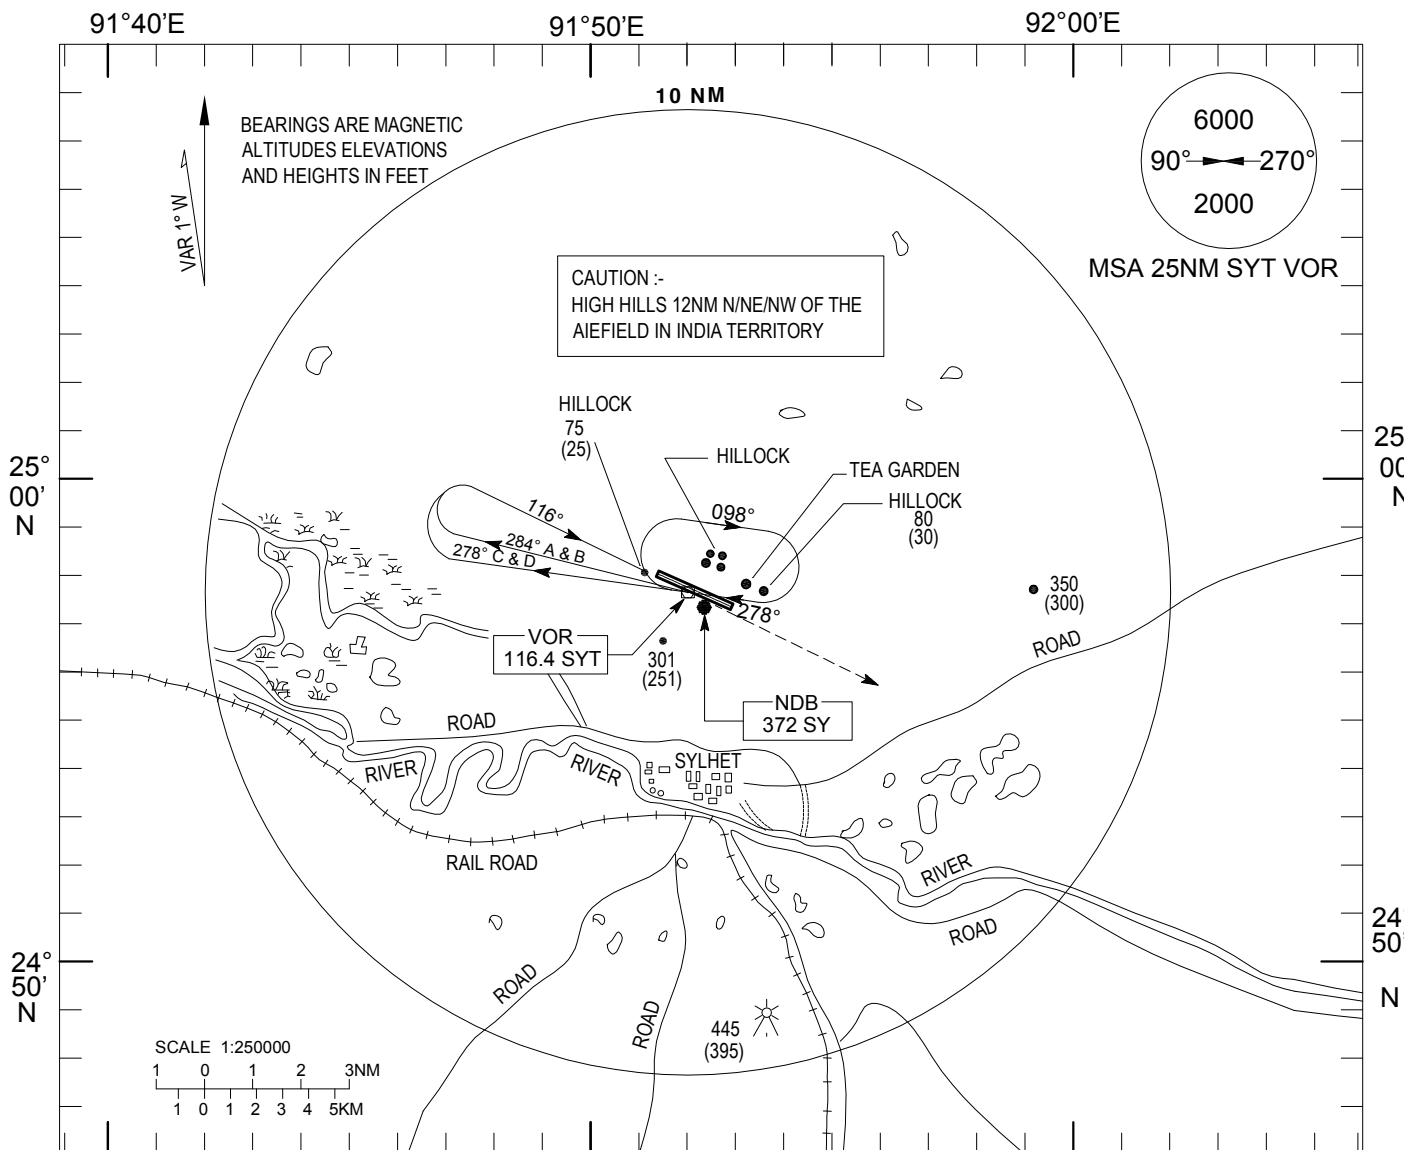 91°40'E
91°50'E
92°00'E
10 NM
BEARINGS ARE MAGNETIC
ALTITUDES ELEVATIONS
AND HEIGHTS IN FEET
VAR 1° W
6000
90° 270°
2000
MSA 25NM SYT VOR
CAUTION :-
HIGH HILLS 12NM N/NE/NW OF THE
AIEFIELD IN INDIA TERRITORY
HILLOCK
75
(25)
HILLOCK
TEA GARDEN
HILLOCK
80
(30)
25°
00'
N
25°
00'
N
116°
098°
284° A & B
278° C & D
278°
350
(300)
ROAD
VOR
116.4 SYT
301
(251)
NDB
372 SY
ROAD
RIVER
RIVER
SYLHET
RAIL ROAD
RIVER
ROAD
24°
50'
N
24°
50'
N
ROAD
ROAD
445
(395)
SCALE 1:250000
1 0 1 2 3NM
1 0 1 2 3 4 5KM